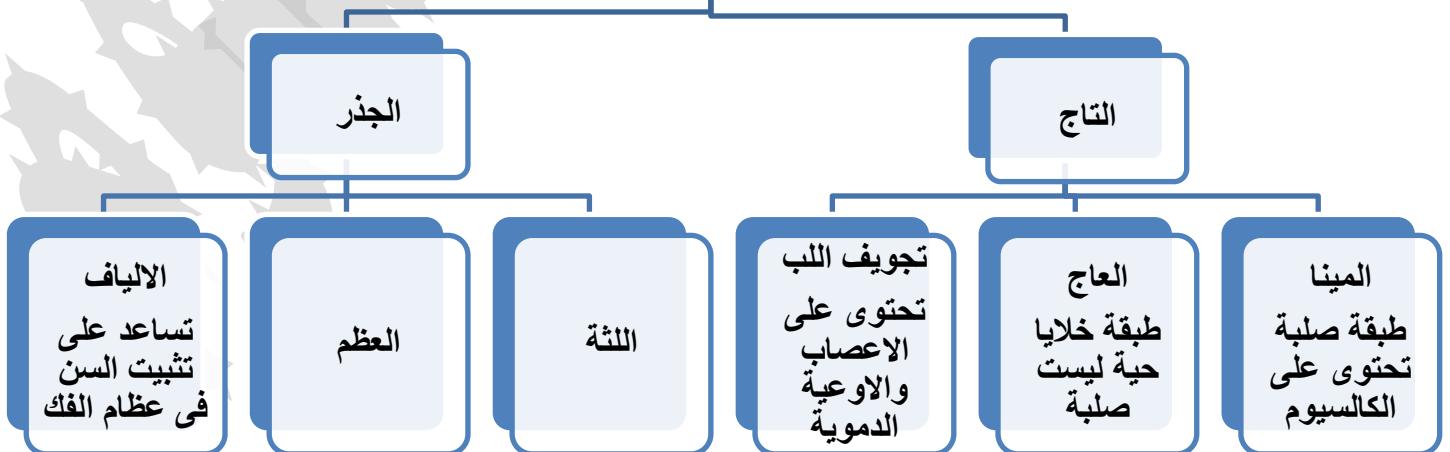 التاج
الجذر
المينا
طبقة صلبة
تحتوى على
الكالسيوم
العاج
طبقة خلايا
حية ليست
صلبة
تجويف اللب
تحتوى على
الاعصاب
والاوعية
الدموية
اللثة
العظم
الالياف
تساعد على
تثبيت السن
فى عظام الفك